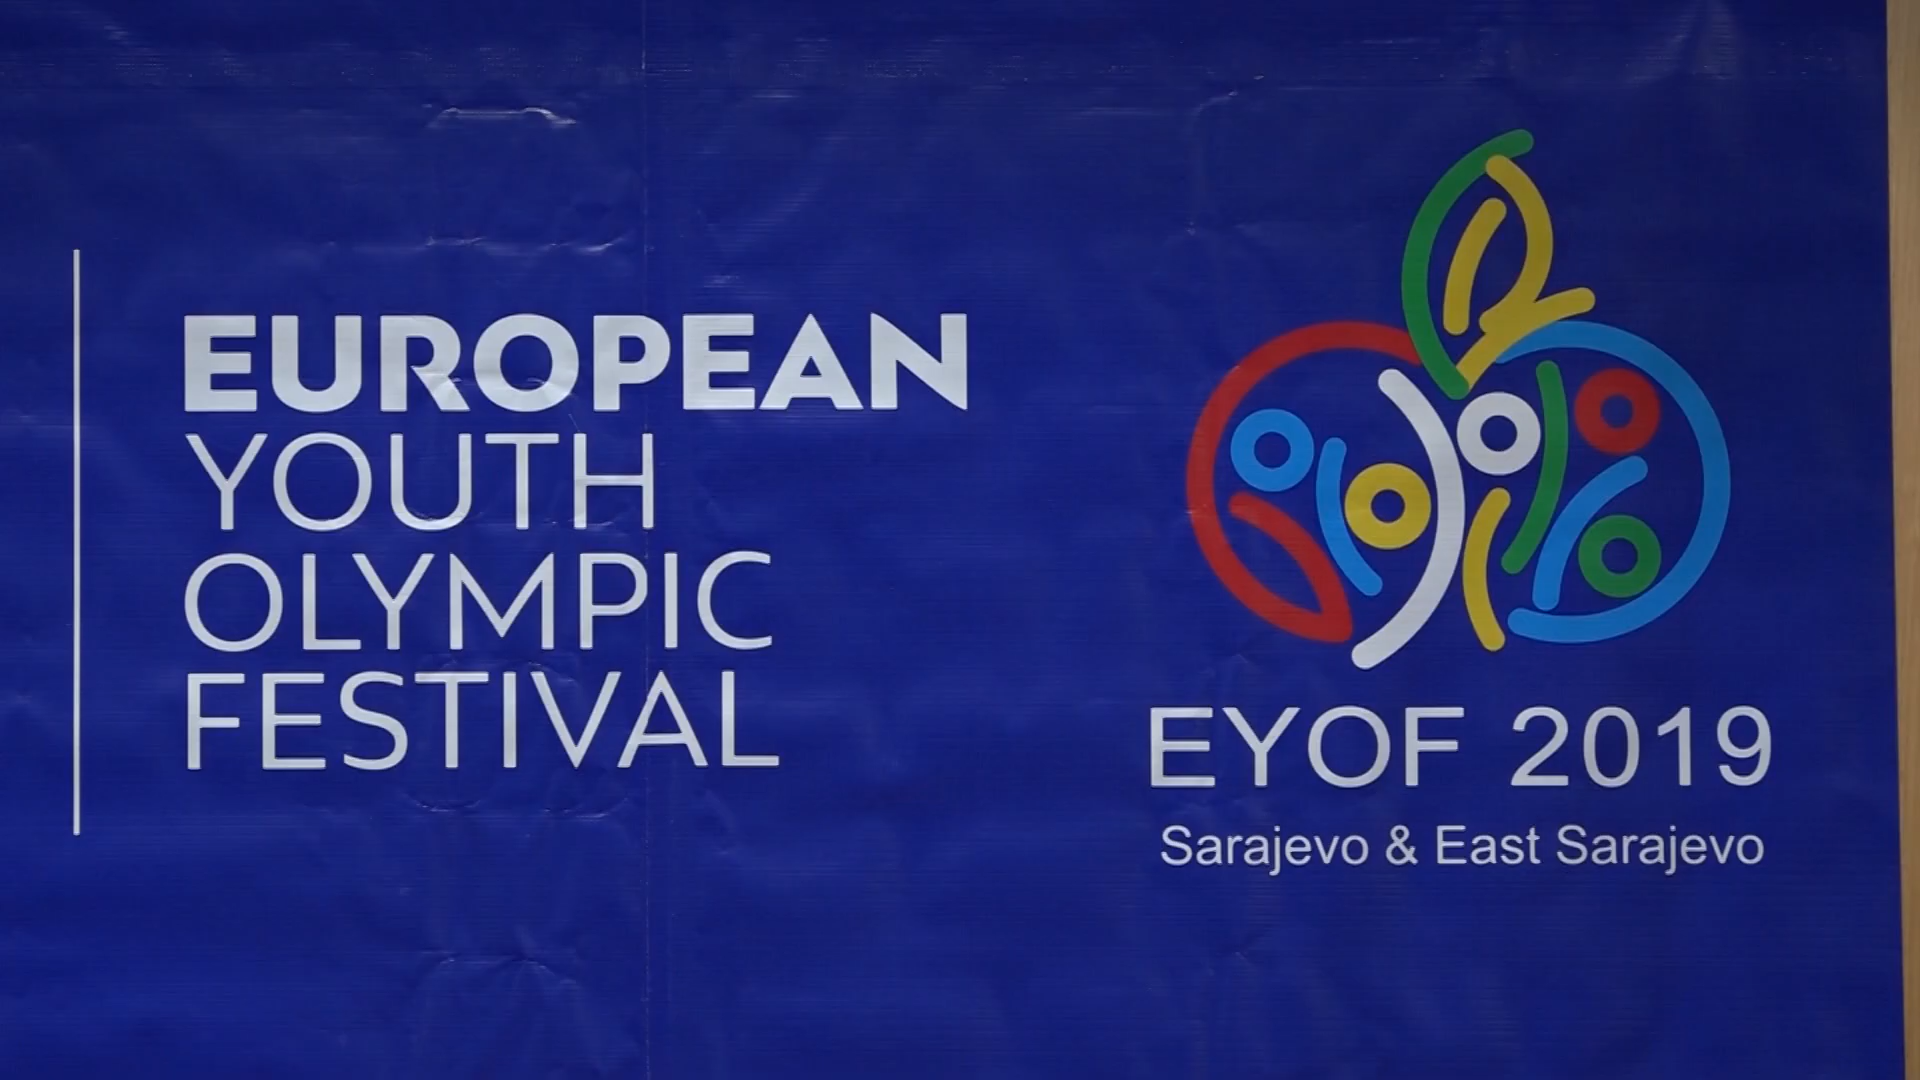 EUROPEAN
YOUTH
OLYMPIC
FESTIVAL
EYOF 2019
Sarajevo & East Sarajevo